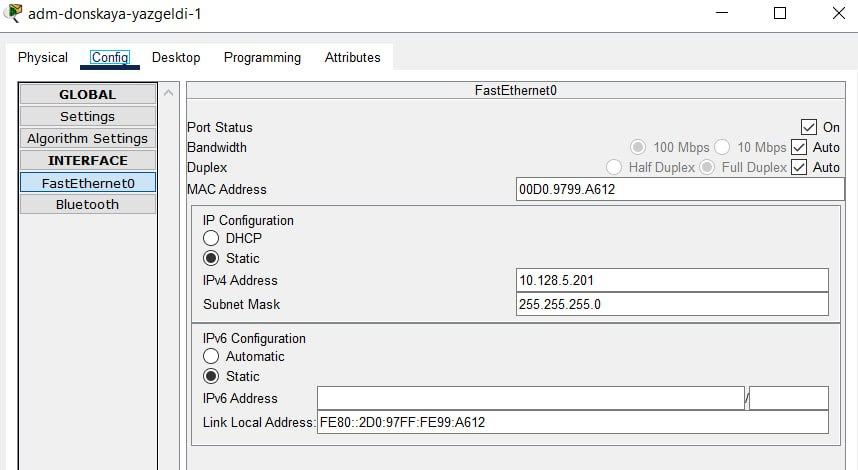 adm-donskaya-yazgeldi-1
Physical Config Desktop Programming Attributes
GLOBAL
Settings
Algorithm Settings
INTERFACE
FastEthernet0
Bluetooth
FastEthernet0
Port Status On
Bandwidth 100 Mbps 10 Mbps Auto
Duplex Half Duplex Full Duplex Auto
MAC Address 00D0.9799.A612
IP Configuration
DHCP
Static
IPv4 Address 10.128.5.201
Subnet Mask 255.255.255.0
IPv6 Configuration
Automatic
Static
IPv6 Address /
Link Local Address: FE80::2D0:97FF:FE99:A612